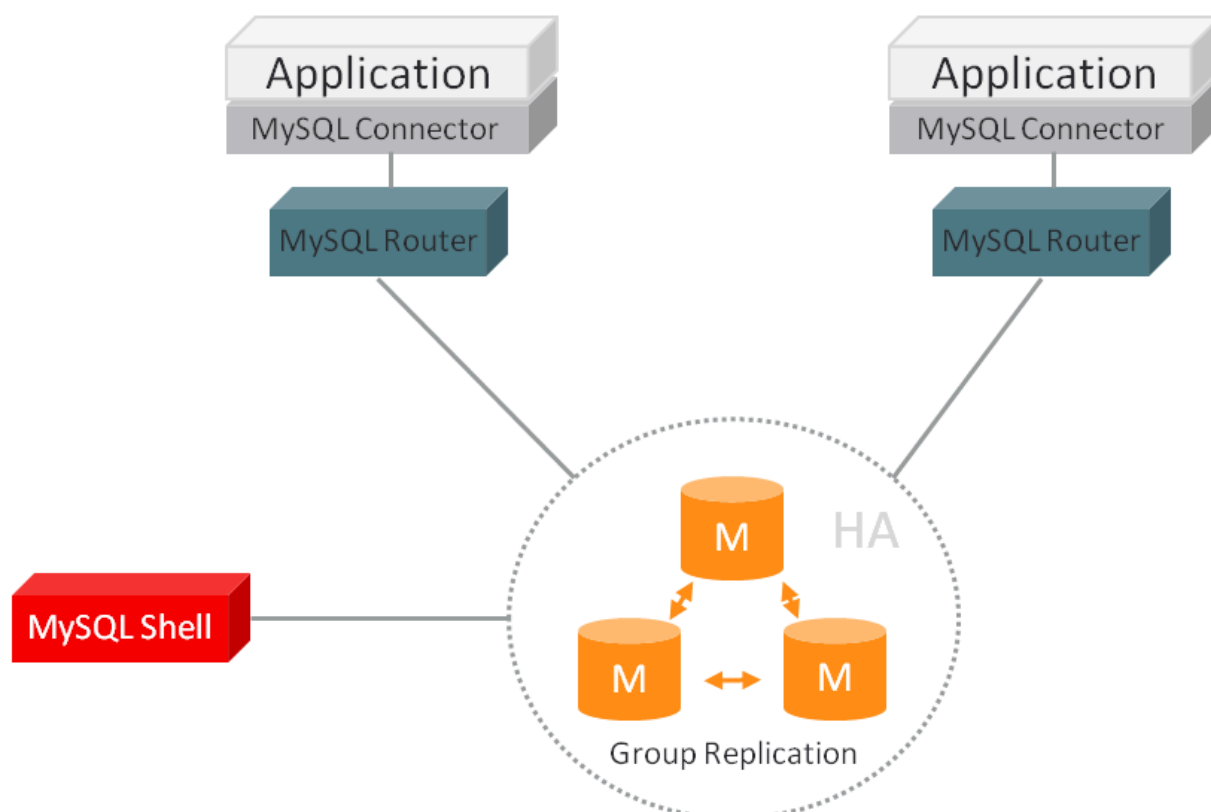 Application
MySQL Connector
MySQL Router
Application
MySQL Connector
MySQL Router
HA
M
M
M
MySQL Shell
Group Replication